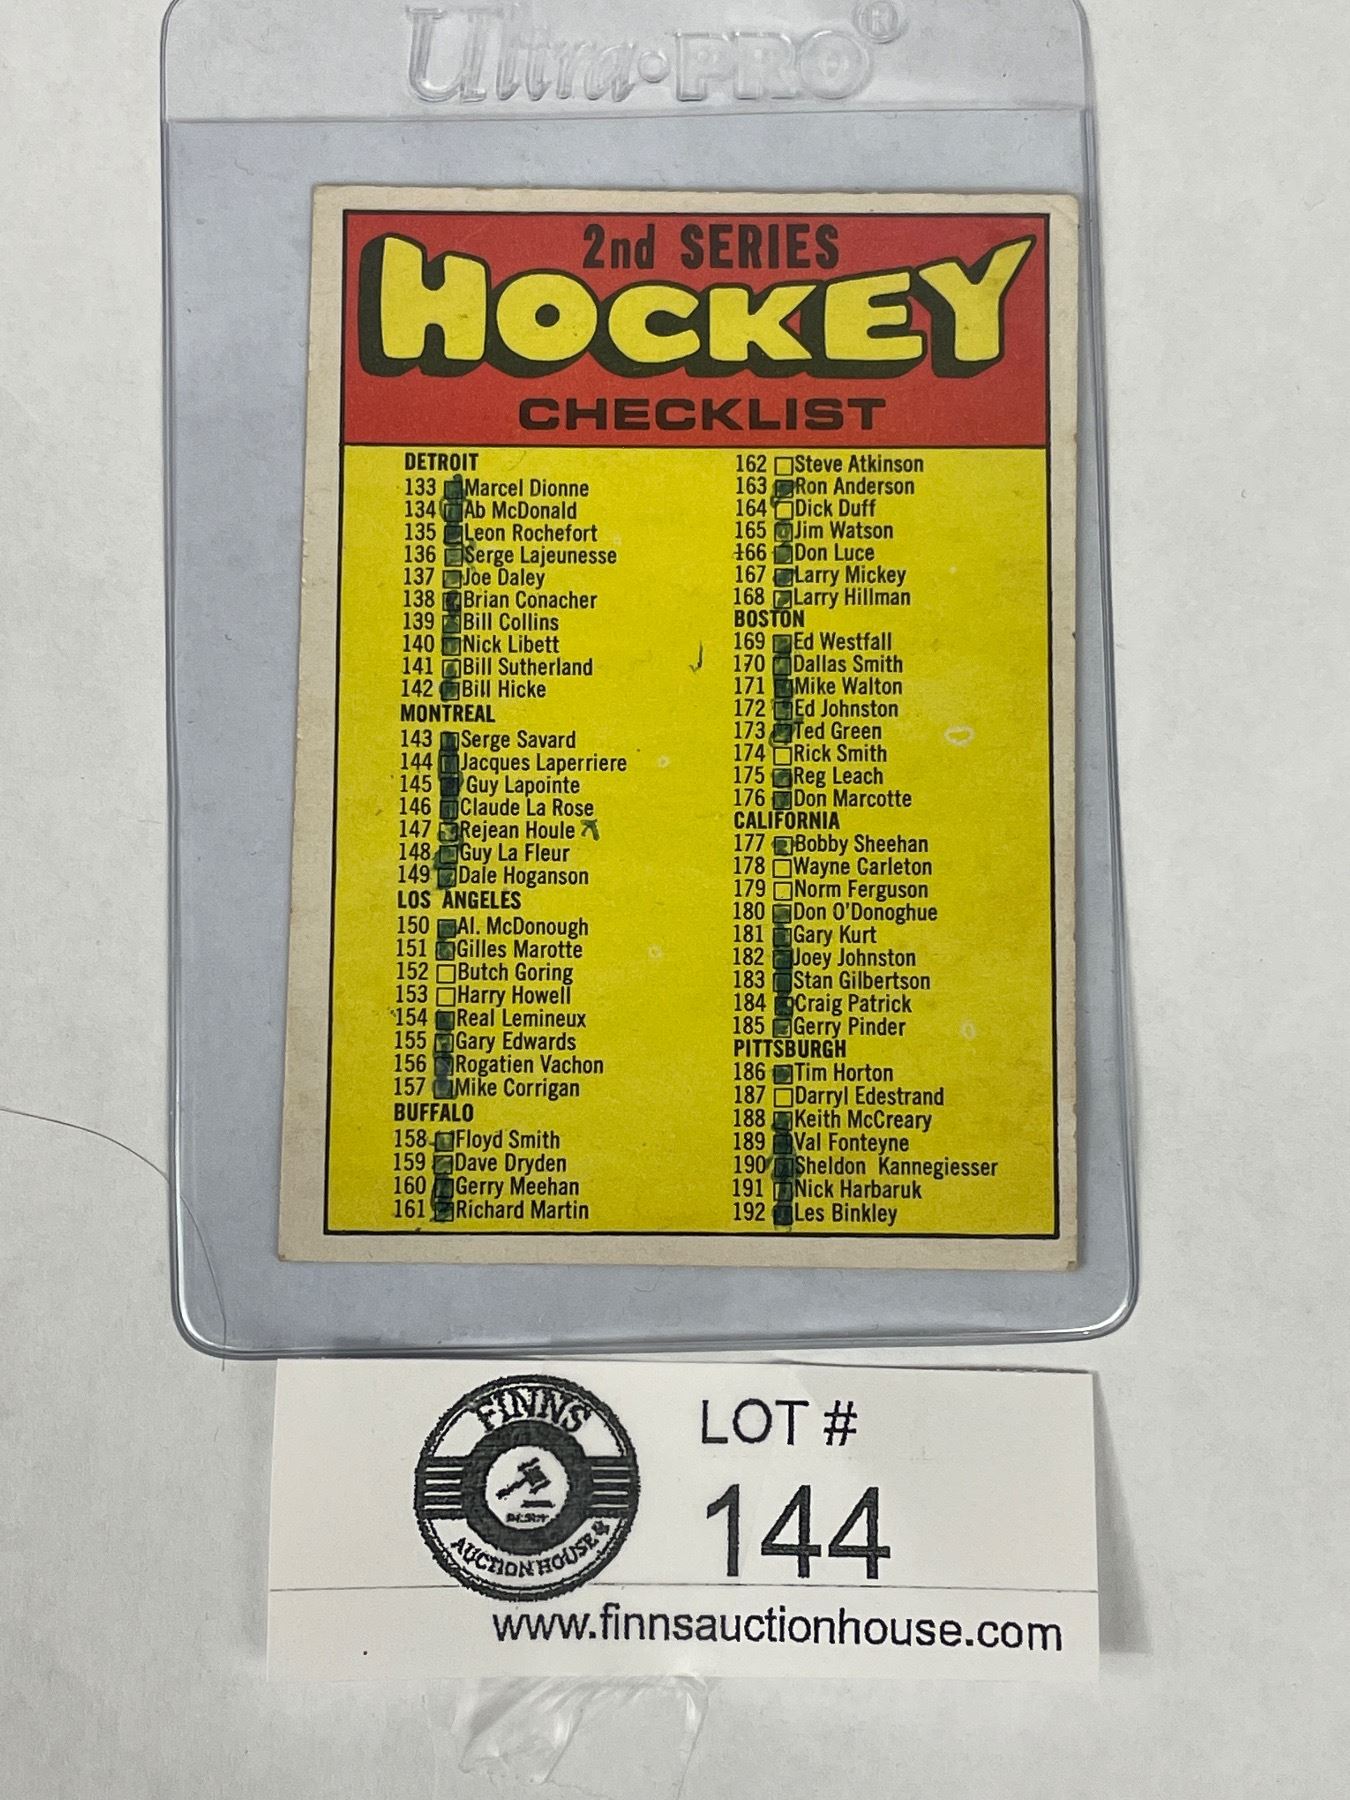 Ultra•PRO®
2nd SERIES
HOCKEY
CHECKLIST
DETROIT
133 Marcel Dionne
134 Ab McDonald
135 Leon Rochefort
136 Serge Lajeunesse
137 Joe Daley
138 Brian Conacher
139 Bill Collins
140 Nick Libett
141 Bill Sutherland
142 Bill Hicke
MONTREAL
143 Serge Savard
144 Jacques Laperriere
145 Guy Lapointe
146 Claude La Rose
147 Rejean Houle
148 Guy La Fleur
149 Dale Hoganson
LOS ANGELES
150 Al. McDonough
151 Gilles Marotte
152 Butch Goring
153 Harry Howell
154 Real Lemineux
155 Gary Edwards
156 Rogatien Vachon
157 Mike Corrigan
BUFFALO
158 Floyd Smith
159 Dave Dryden
160 Gerry Meehan
161 Richard Martin
162 Steve Atkinson
163 Ron Anderson
164 Dick Duff
165 Jim Watson
166 Don Luce
167 Larry Mickey
168 Larry Hillman
BOSTON
169 Ed Westfall
170 Dallas Smith
171 Mike Walton
172 Ed Johnston
173 Ted Green
174 Rick Smith
175 Reg Leach
176 Don Marcotte
CALIFORNIA
177 Bobby Sheehan
178 Wayne Carleton
179 Norm Ferguson
180 Don O'Donoghue
181 Gary Kurt
182 Joey Johnston
183 Stan Gilbertson
184 Craig Patrick
185 Gerry Pinder
PITTSBURGH
186 Tim Horton
187 Darryl Edestrand
188 Keith McCreary
189 Val Fonteyne
190 Sheldon Kannegiesser
191 Nick Harbaruk
192 Les Binkley
FINNS
AUCTION HOUSE
LOT #
144
www.finnsauctionhouse.com